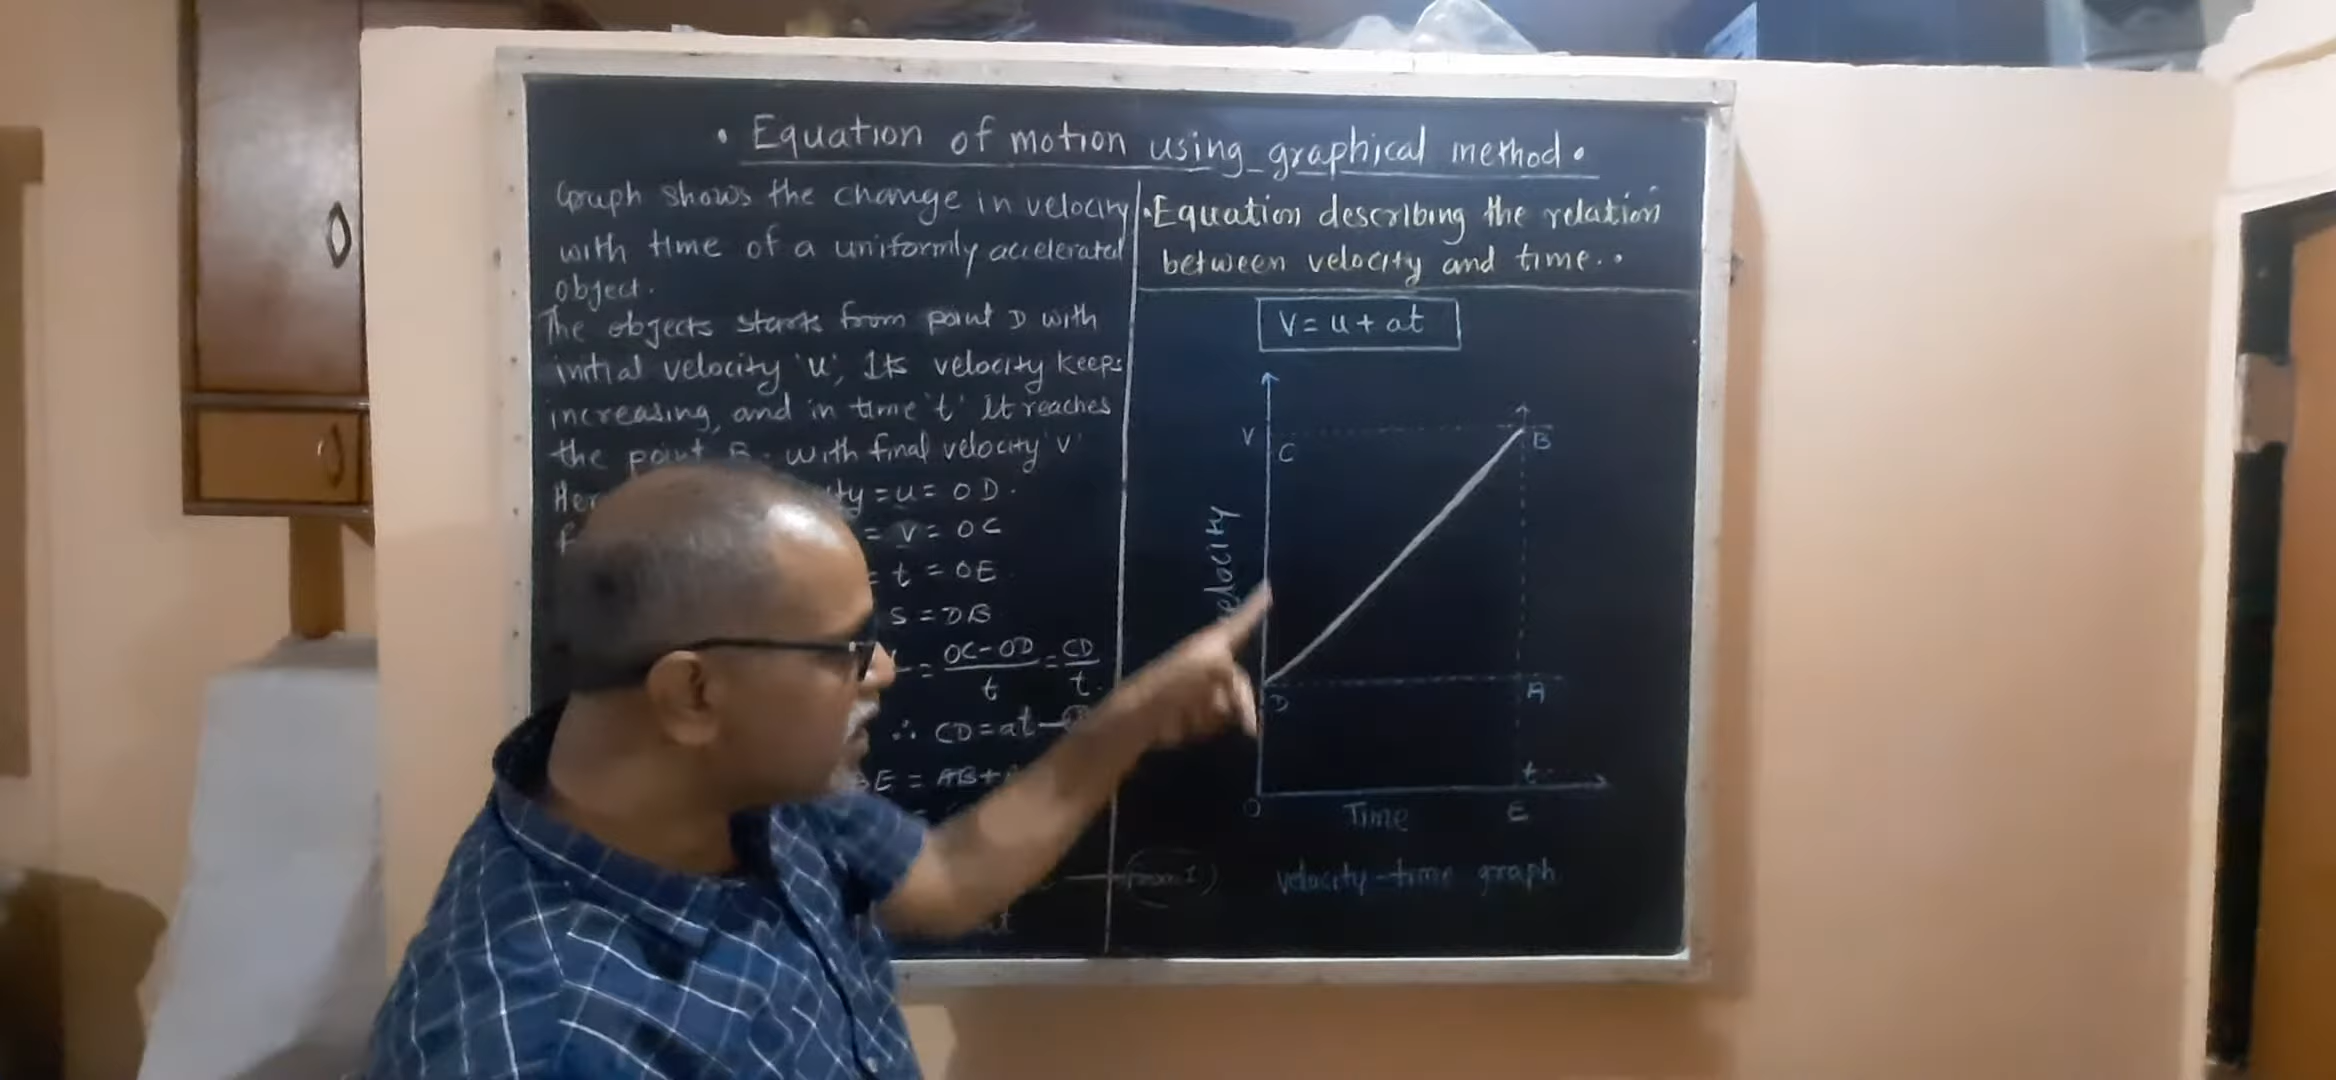 • Equation of motion using graphical method •
Graph shows the change in velocity
with time of a uniformly accelerated
object.
The objects starts from point D with
initial velocity 'u', Its velocity keeps
increasing, and in time 't' it reaches
the point B. with final velocity 'v'
= u = OD.
= v = OC
= t = OE
S = DB
= OC-OD/t = CD/t.
∴ CD = at
= AB+
•Equation describing the relation
between velocity and time..
V = u + at
V
C
B
velocity
D
A
t
O
Time
E
velocity-time graph